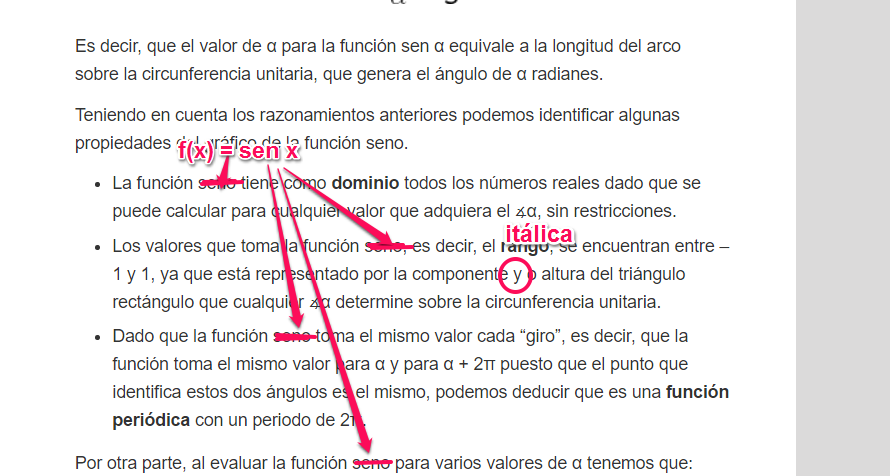 Es decir, que el valor de α para la función sen α equivale a la longitud del arco
sobre la circunferencia unitaria, que genera el ángulo de α radianes.
Teniendo en cuenta los razonamientos anteriores podemos identificar algunas
propiedades del gráfico de la función seno.
f(x) = sen x
• La función seno tiene como dominio todos los números reales dado que se
puede calcular para cualquier valor que adquiera el ∡α, sin restricciones.
itálica
• Los valores que toma la función seno, es decir, el rango, se encuentran entre –
1 y 1, ya que está representado por la componente y o altura del triángulo
rectángulo que cualquier ∡α determine sobre la circunferencia unitaria.
• Dado que la función seno toma el mismo valor cada “giro”, es decir, que la
función toma el mismo valor para α y para α + 2π puesto que el punto que
identifica estos dos ángulos es el mismo, podemos deducir que es una función
periódica con un periodo de 2π.
Por otra parte, al evaluar la función seno para varios valores de α tenemos que: